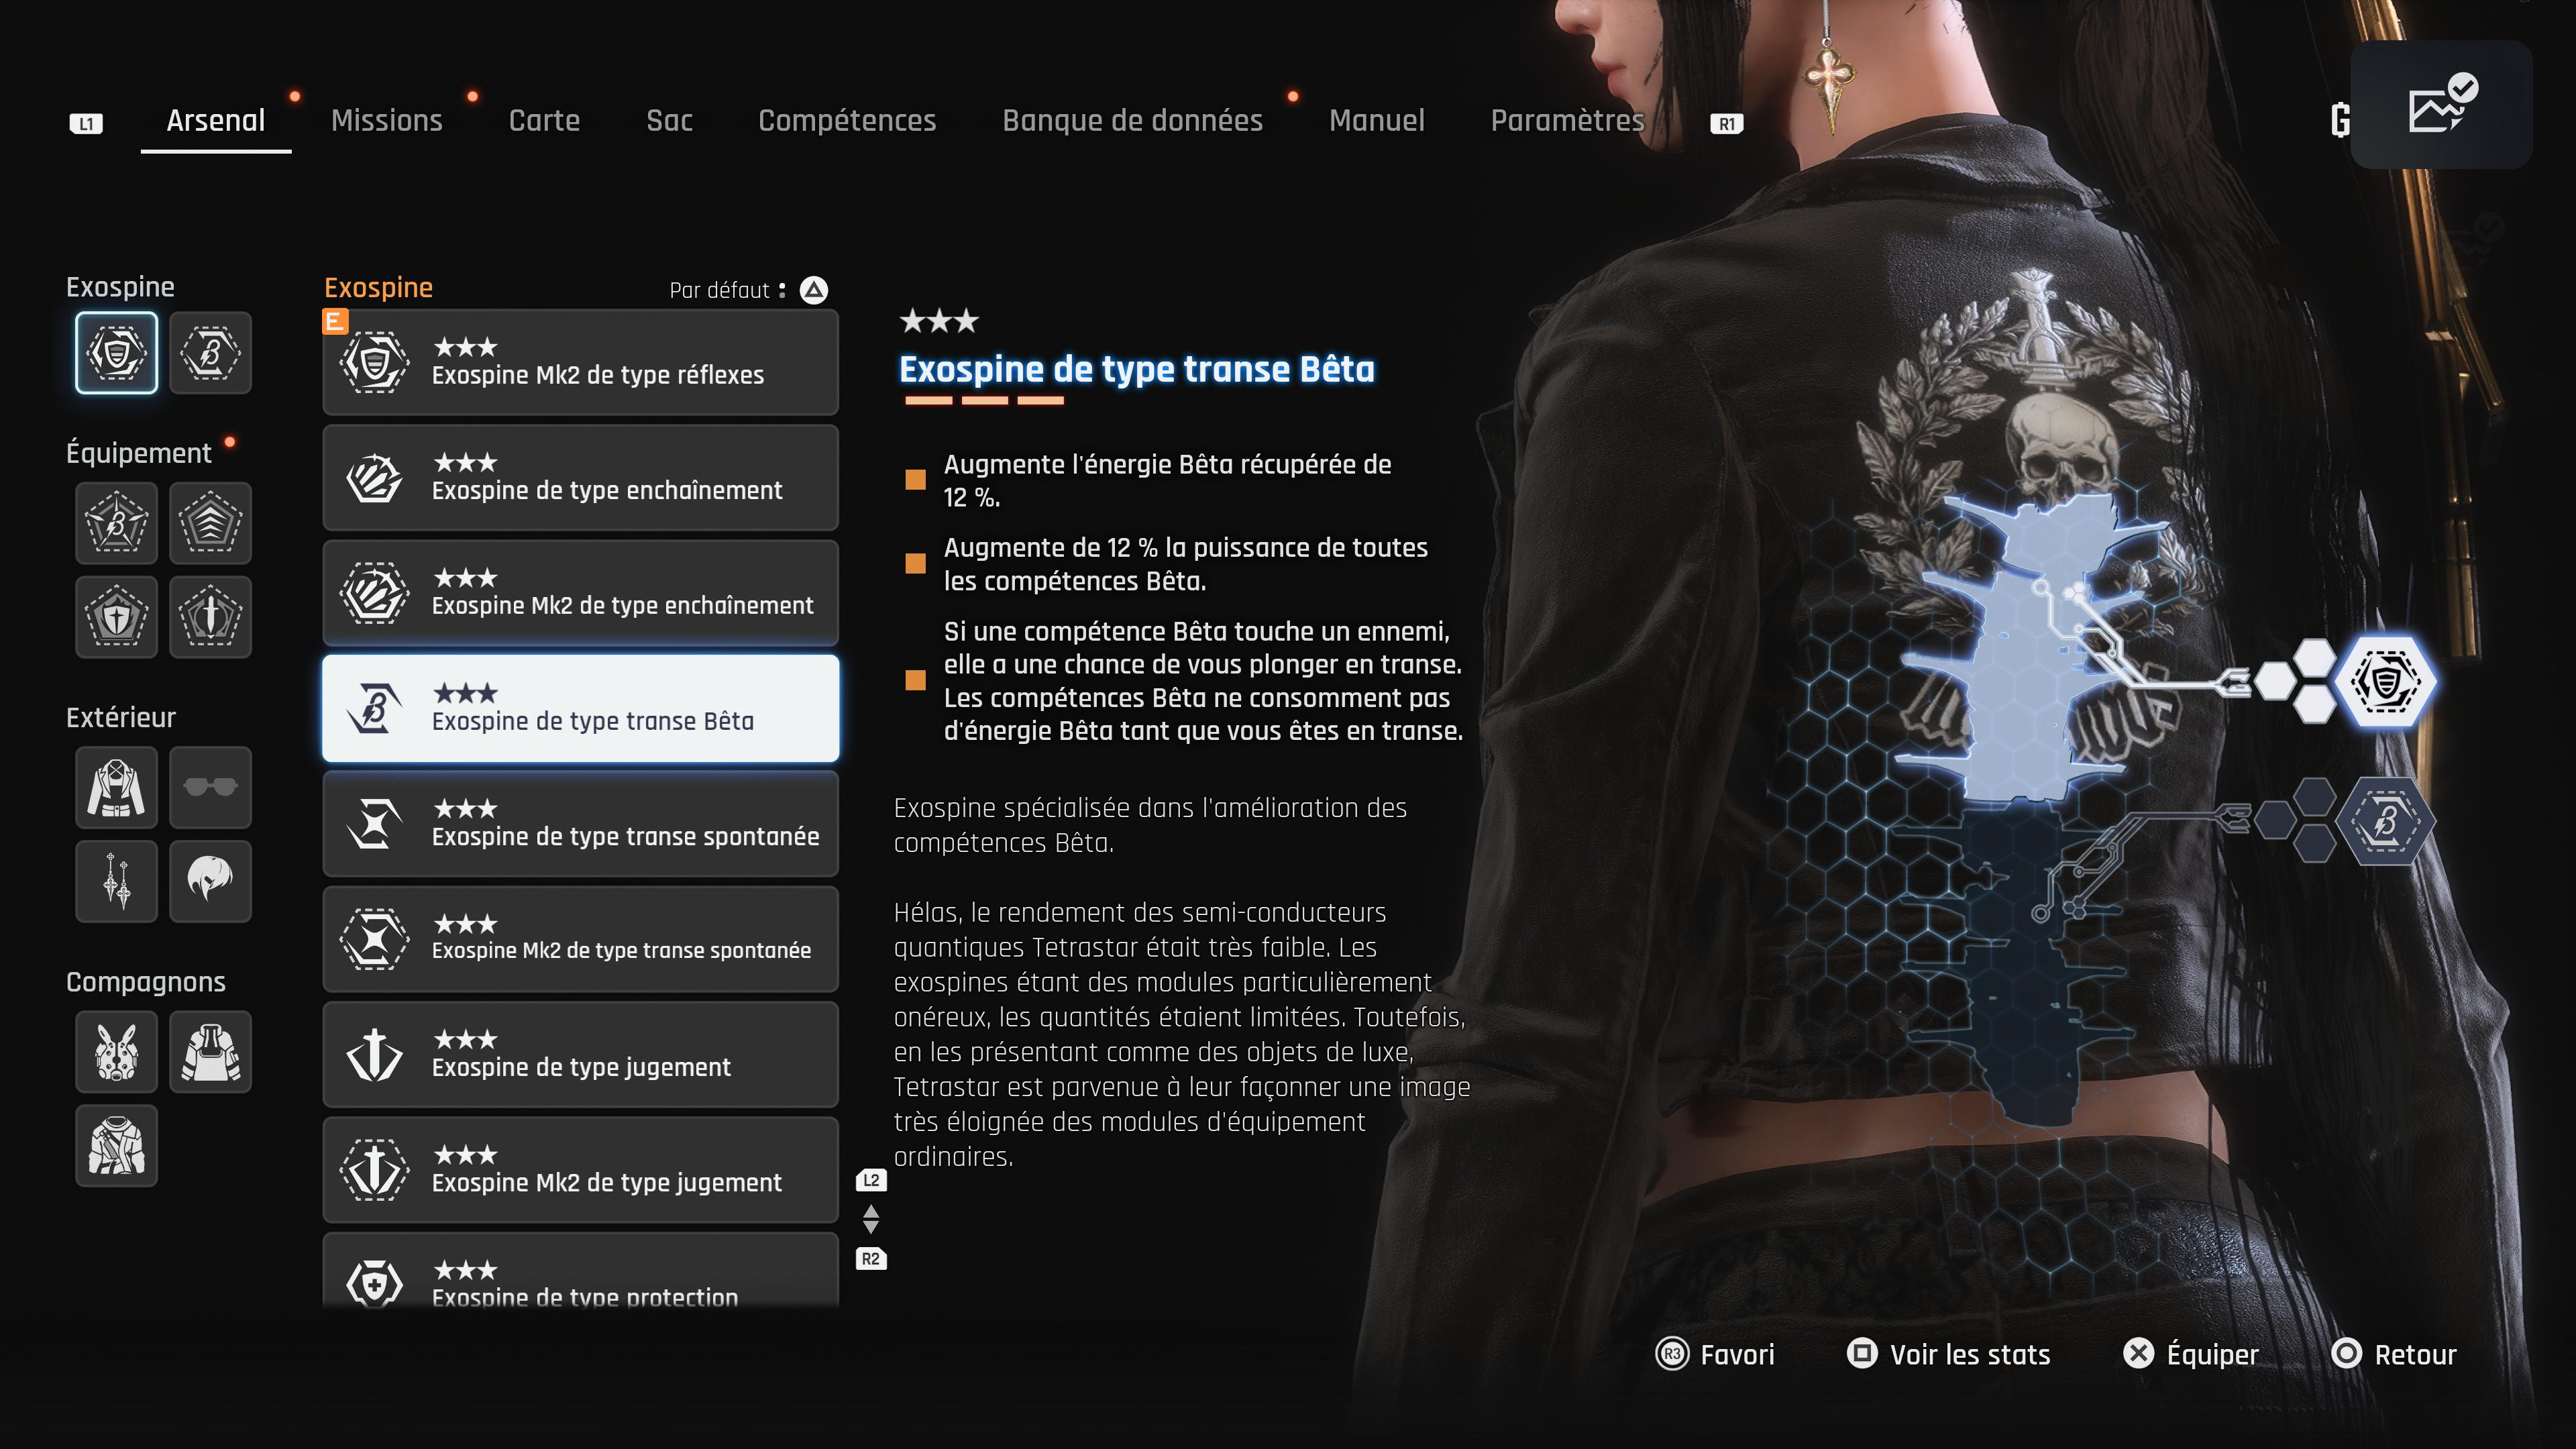 L1
Arsenal
Missions
Carte
Sac
Compétences
Banque de données
Manuel
Paramètres
R1
G
Exospine
Équipement
Extérieur
Compagnons
Exospine
Par défaut :
E
★★★
Exospine Mk2 de type réflexes
★★★
Exospine de type enchaînement
★★★
Exospine Mk2 de type enchaînement
★★★
Exospine de type transe Bêta
★★★
Exospine de type transe spontanée
★★★
Exospine Mk2 de type transe spontanée
★★★
Exospine de type jugement
★★★
Exospine Mk2 de type jugement
★★★
Exospine de type protection
L2
R2
★★★
Exospine de type transe Bêta
Augmente l'énergie Bêta récupérée de
12 %.
Augmente de 12 % la puissance de toutes
les compétences Bêta.
Si une compétence Bêta touche un ennemi,
elle a une chance de vous plonger en transe.
Les compétences Bêta ne consomment pas
d'énergie Bêta tant que vous êtes en transe.
Exospine spécialisée dans l'amélioration des
compétences Bêta.
Hélas, le rendement des semi-conducteurs
quantiques Tetrastar était très faible. Les
exospines étant des modules particulièrement
onéreux, les quantités étaient limitées. Toutefois,
en les présentant comme des objets de luxe,
Tetrastar est parvenue à leur façonner une image
très éloignée des modules d'équipement
ordinaires.
R3 Favori
Voir les stats
Équiper
Retour